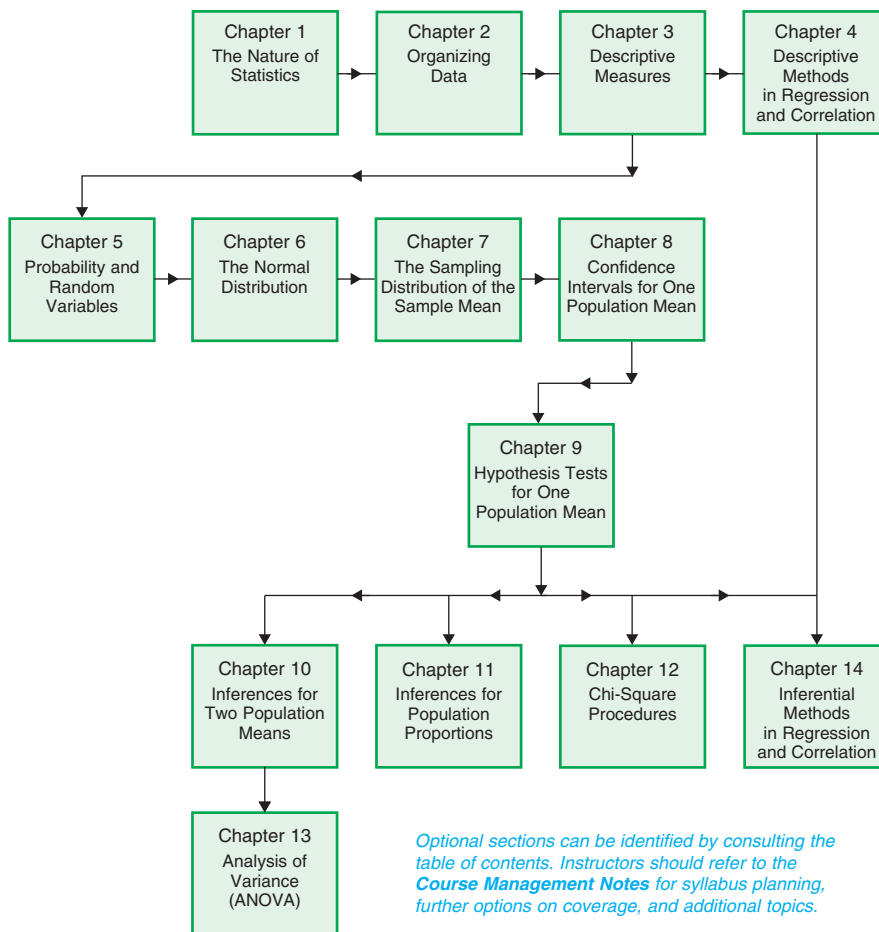 Chapter 1
The Nature of
Statistics
Chapter 2
Organizing
Data
Chapter 3
Descriptive
Measures
Chapter 4
Descriptive
Methods
in Regression
and Correlation
Chapter 5
Probability and
Random
Variables
Chapter 6
The Normal
Distribution
Chapter 7
The Sampling
Distribution of the
Sample Mean
Chapter 8
Confidence
Intervals for One
Population Mean
Chapter 9
Hypothesis Tests
for One
Population Mean
Chapter 10
Inferences for
Two Population
Means
Chapter 11
Inferences for
Population
Proportions
Chapter 12
Chi-Square
Procedures
Chapter 14
Inferential
Methods
in Regression
and Correlation
Chapter 13
Analysis of
Variance
(ANOVA)
Optional sections can be identified by consulting the
table of contents. Instructors should refer to the
Course Management Notes for syllabus planning,
further options on coverage, and additional topics.